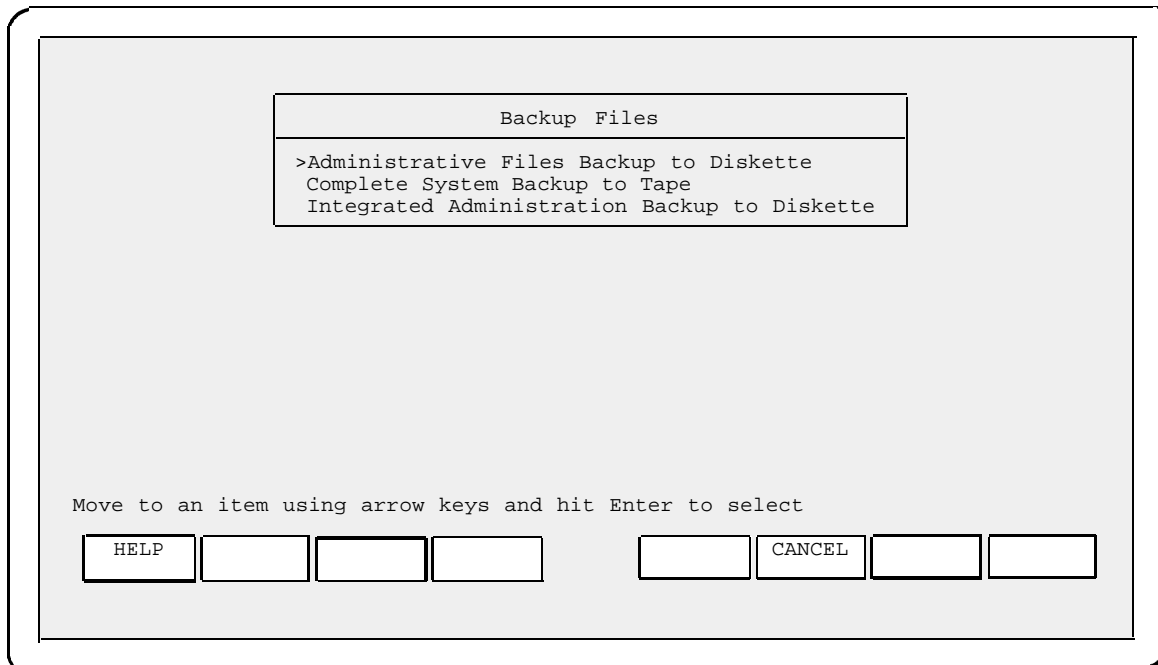 Backup Files
>Administrative Files Backup to Diskette
Complete System Backup to Tape
Integrated Administration Backup to Diskette
Move to an item using arrow keys and hit Enter to select
HELP CANCEL